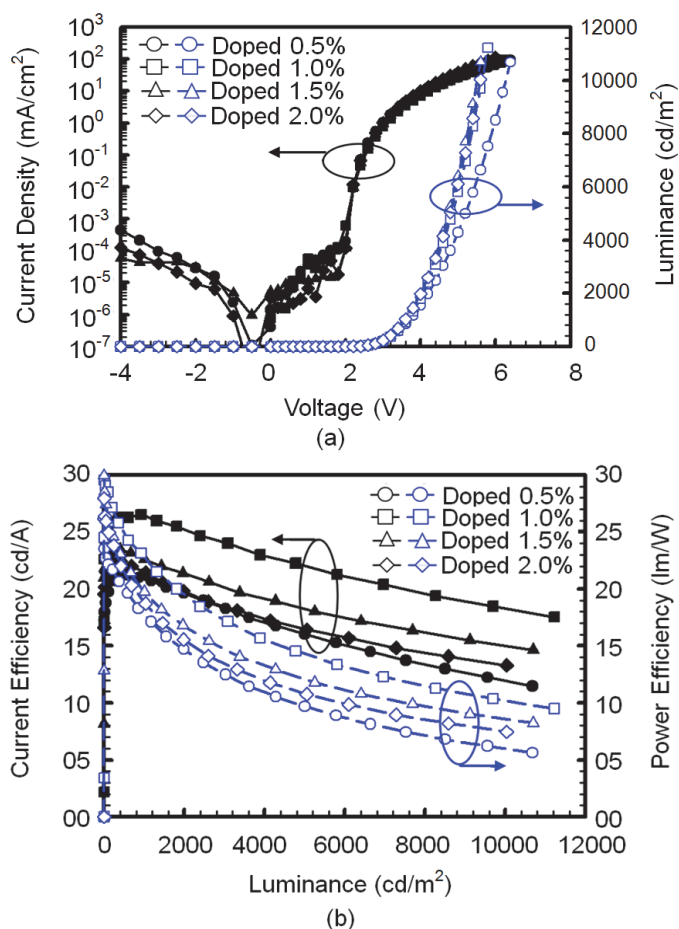 10³ 12000
10² 10000
10¹ 8000
10⁰ 6000
10⁻¹ 4000
10⁻² 2000
10⁻³ 0
10⁻⁴
10⁻⁵
10⁻⁶
10⁻⁷
Current Density (mA/cm²)
Luminance (cd/m²)
Doped 0.5%
Doped 1.0%
Doped 1.5%
Doped 2.0%
-4 -2 0 2 4 6 8
Voltage (V)
(a)
30 30
25 25
20 20
15 15
10 10
05 05
00 00
Current Efficiency (cd/A)
Power Efficiency (lm/W)
Doped 0.5%
Doped 1.0%
Doped 1.5%
Doped 2.0%
0 2000 4000 6000 8000 10000 12000
Luminance (cd/m²)
(b)